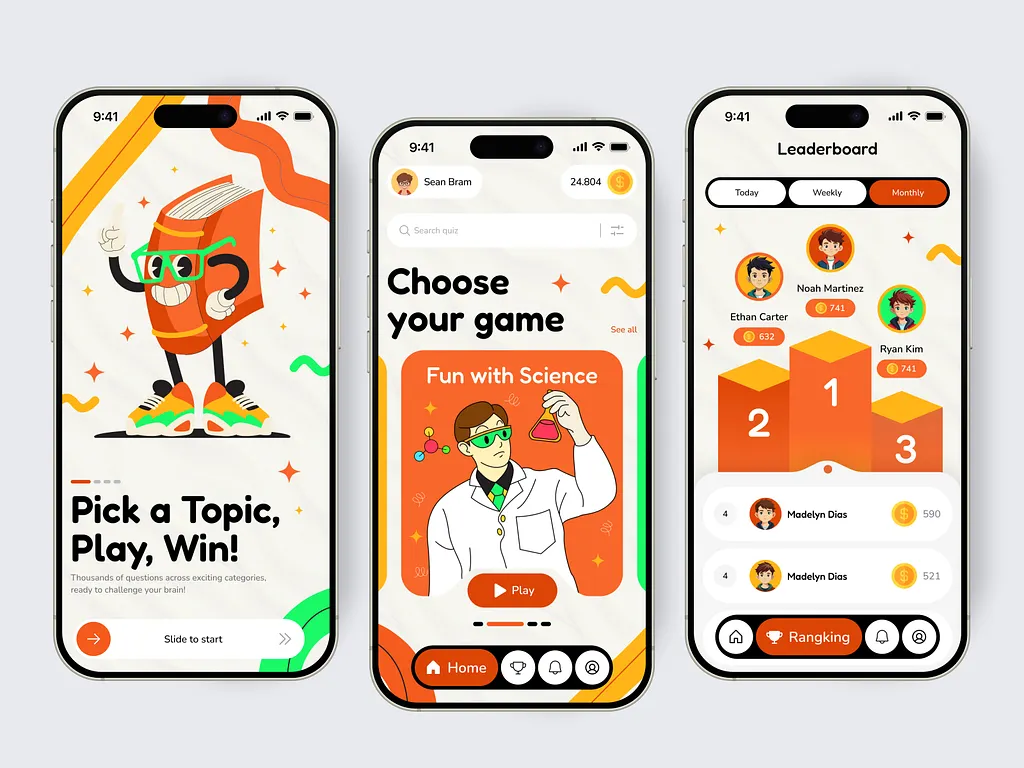 9:41
Pick a Topic,
Play, Win!
Thousands of questions across exciting categories,
ready to challenge your brain!
Slide to start
9:41
Sean Bram
24.804
$
Search quiz
Choose
your game
See all
Fun with Science
Play
Home
9:41
Leaderboard
Today
Weekly
Monthly
Noah Martinez
741
Ethan Carter
632
Ryan Kim
741
1
2
3
4
Madelyn Dias
$
590
4
Madelyn Dias
$
521
Rangking